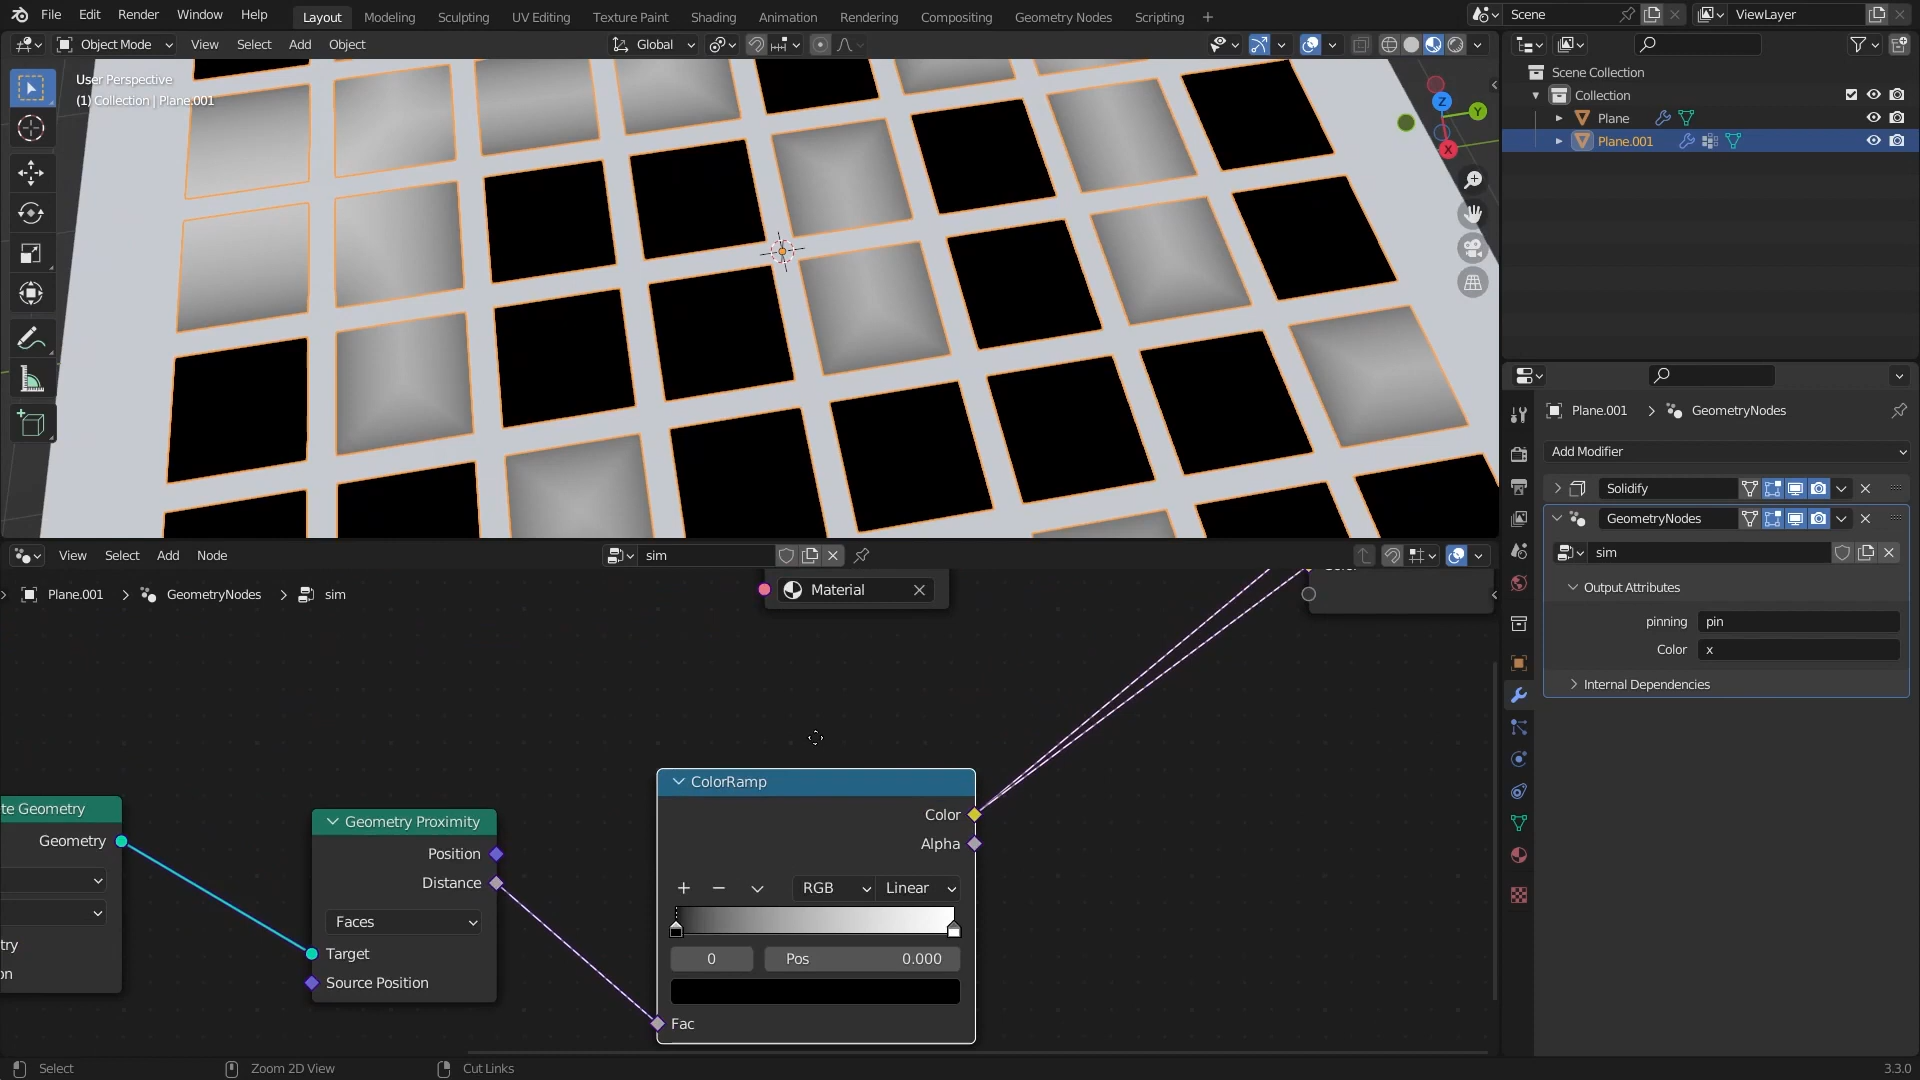 File Edit Render Window Help Layout Modeling Sculpting UV Editing Texture Paint Shading Animation Rendering Compositing Geometry Nodes Scripting + Scene ViewLayer
Object Mode View Select Add Object Global
User Perspective
(1) Collection | Plane.001
Z Y X
Scene Collection
Collection
Plane
Plane.001
Plane.001 > GeometryNodes
Add Modifier
Solidify
GeometryNodes
sim
Output Attributes
pinning pin
Color x
Internal Dependencies
View Select Add Node sim
Plane.001 > GeometryNodes > sim
Material
te Geometry
Geometry
try
on
Geometry Proximity
Position
Distance
Faces
Target
Source Position
ColorRamp
Color
Alpha
+ − RGB Linear
0 Pos 0.000
Fac
Select Zoom 2D View Cut Links 3.3.0